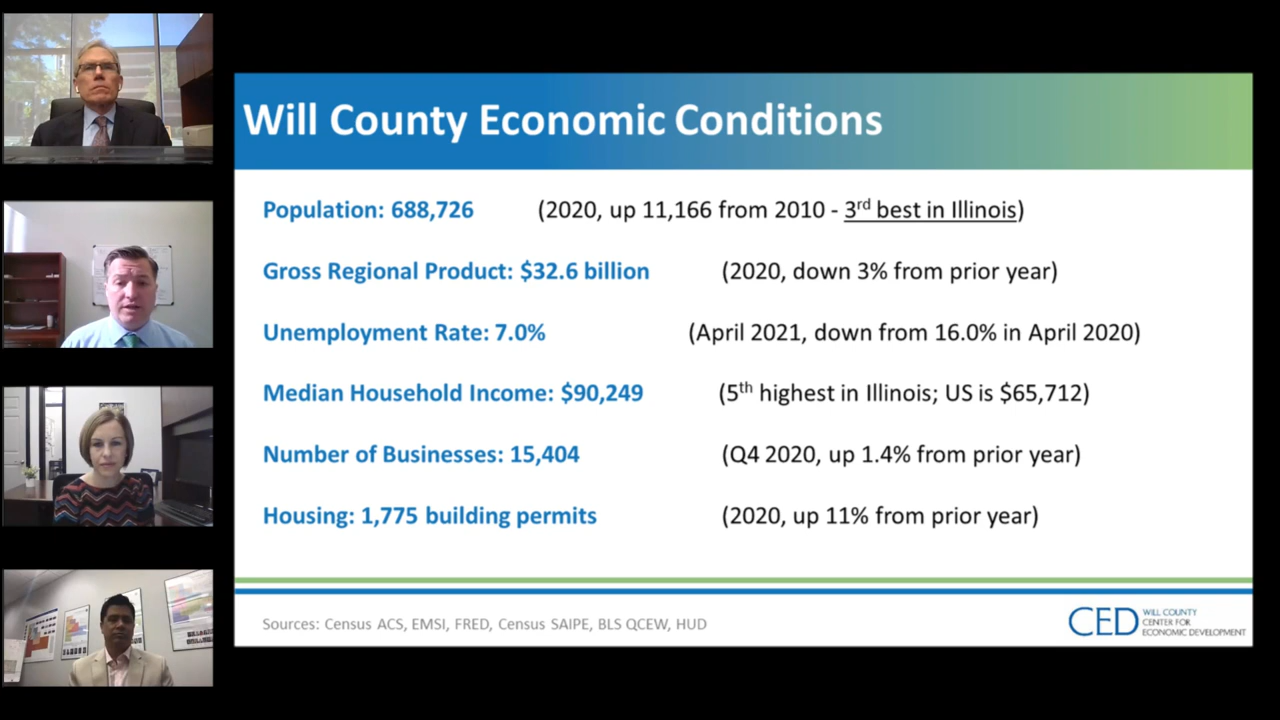 Will County Economic Conditions
Population: 688,726 (2020, up 11,166 from 2010 - 3rd best in Illinois)
Gross Regional Product: $32.6 billion (2020, down 3% from prior year)
Unemployment Rate: 7.0% (April 2021, down from 16.0% in April 2020)
Median Household Income: $90,249 (5th highest in Illinois; US is $65,712)
Number of Businesses: 15,404 (Q4 2020, up 1.4% from prior year)
Housing: 1,775 building permits (2020, up 11% from prior year)
Sources: Census ACS, EMSI, FRED, Census SAIPE, BLS QCEW, HUD
CED
WILL COUNTY
CENTER FOR
ECONOMIC DEVELOPMENT